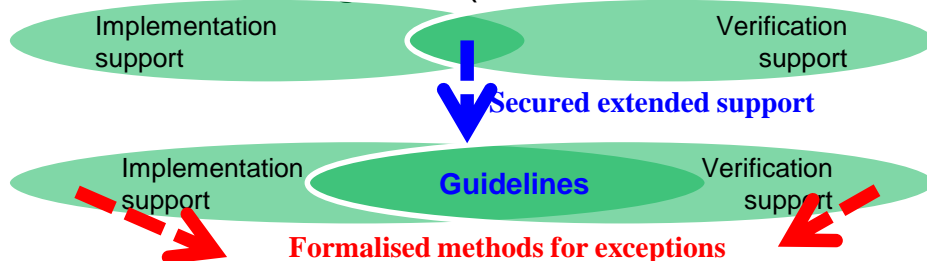 Implementation
support
Verification
support
Secured extended support
Implementation
support
Guidelines
Verification
support
Formalised methods for exceptions